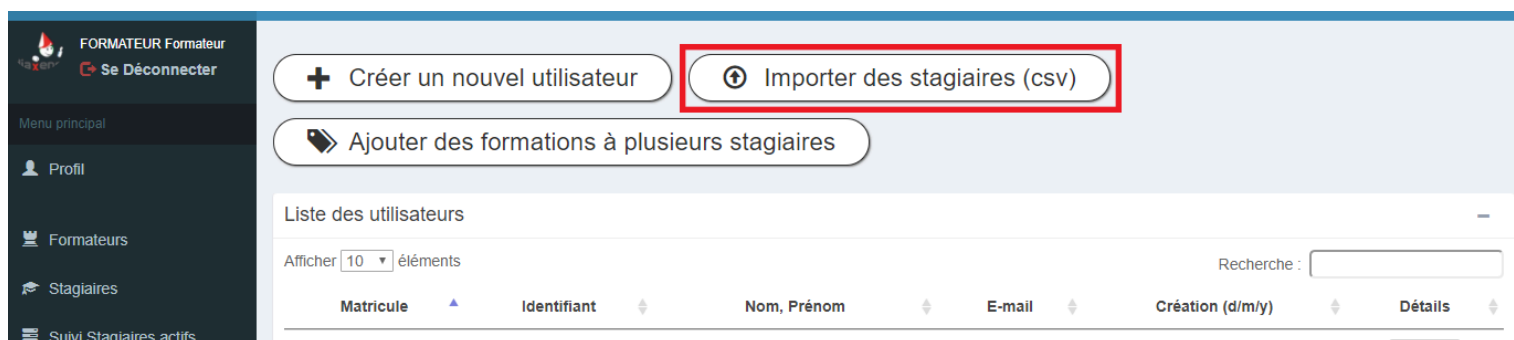 FORMATEUR Formateur
Se Déconnecter
Menu principal
Profil
Formateurs
Stagiaires
Suivi Stagiaires actifs
Créer un nouvel utilisateur
Importer des stagiaires (csv)
Ajouter des formations à plusieurs stagiaires
Liste des utilisateurs
Afficher 10 éléments
Recherche :
Matricule Identifiant Nom, Prénom E-mail Création (d/m/y) Détails